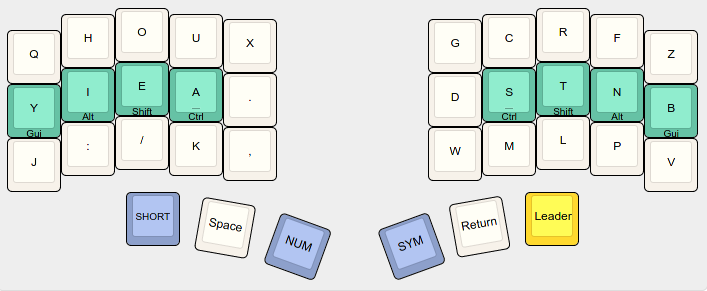 Q H O U X G C R F Z
Y I E A . D S T N B
Gui Alt Shift Ctrl Ctrl Shift Alt Gui
J : / K , W M L P V
SHORT Space NUM SYM Return Leader